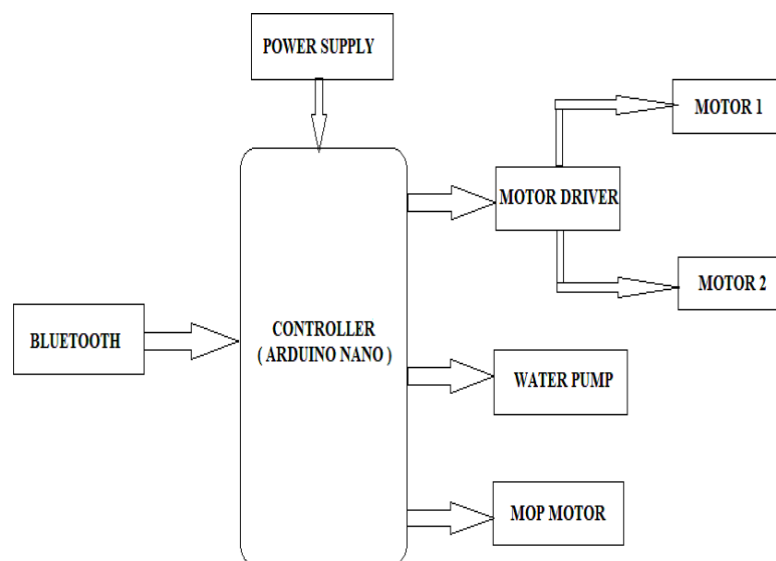 POWER SUPPLY
MOTOR 1
MOTOR DRIVER
MOTOR 2
BLUETOOTH
CONTROLLER
( ARDUINO NANO )
WATER PUMP
MOP MOTOR